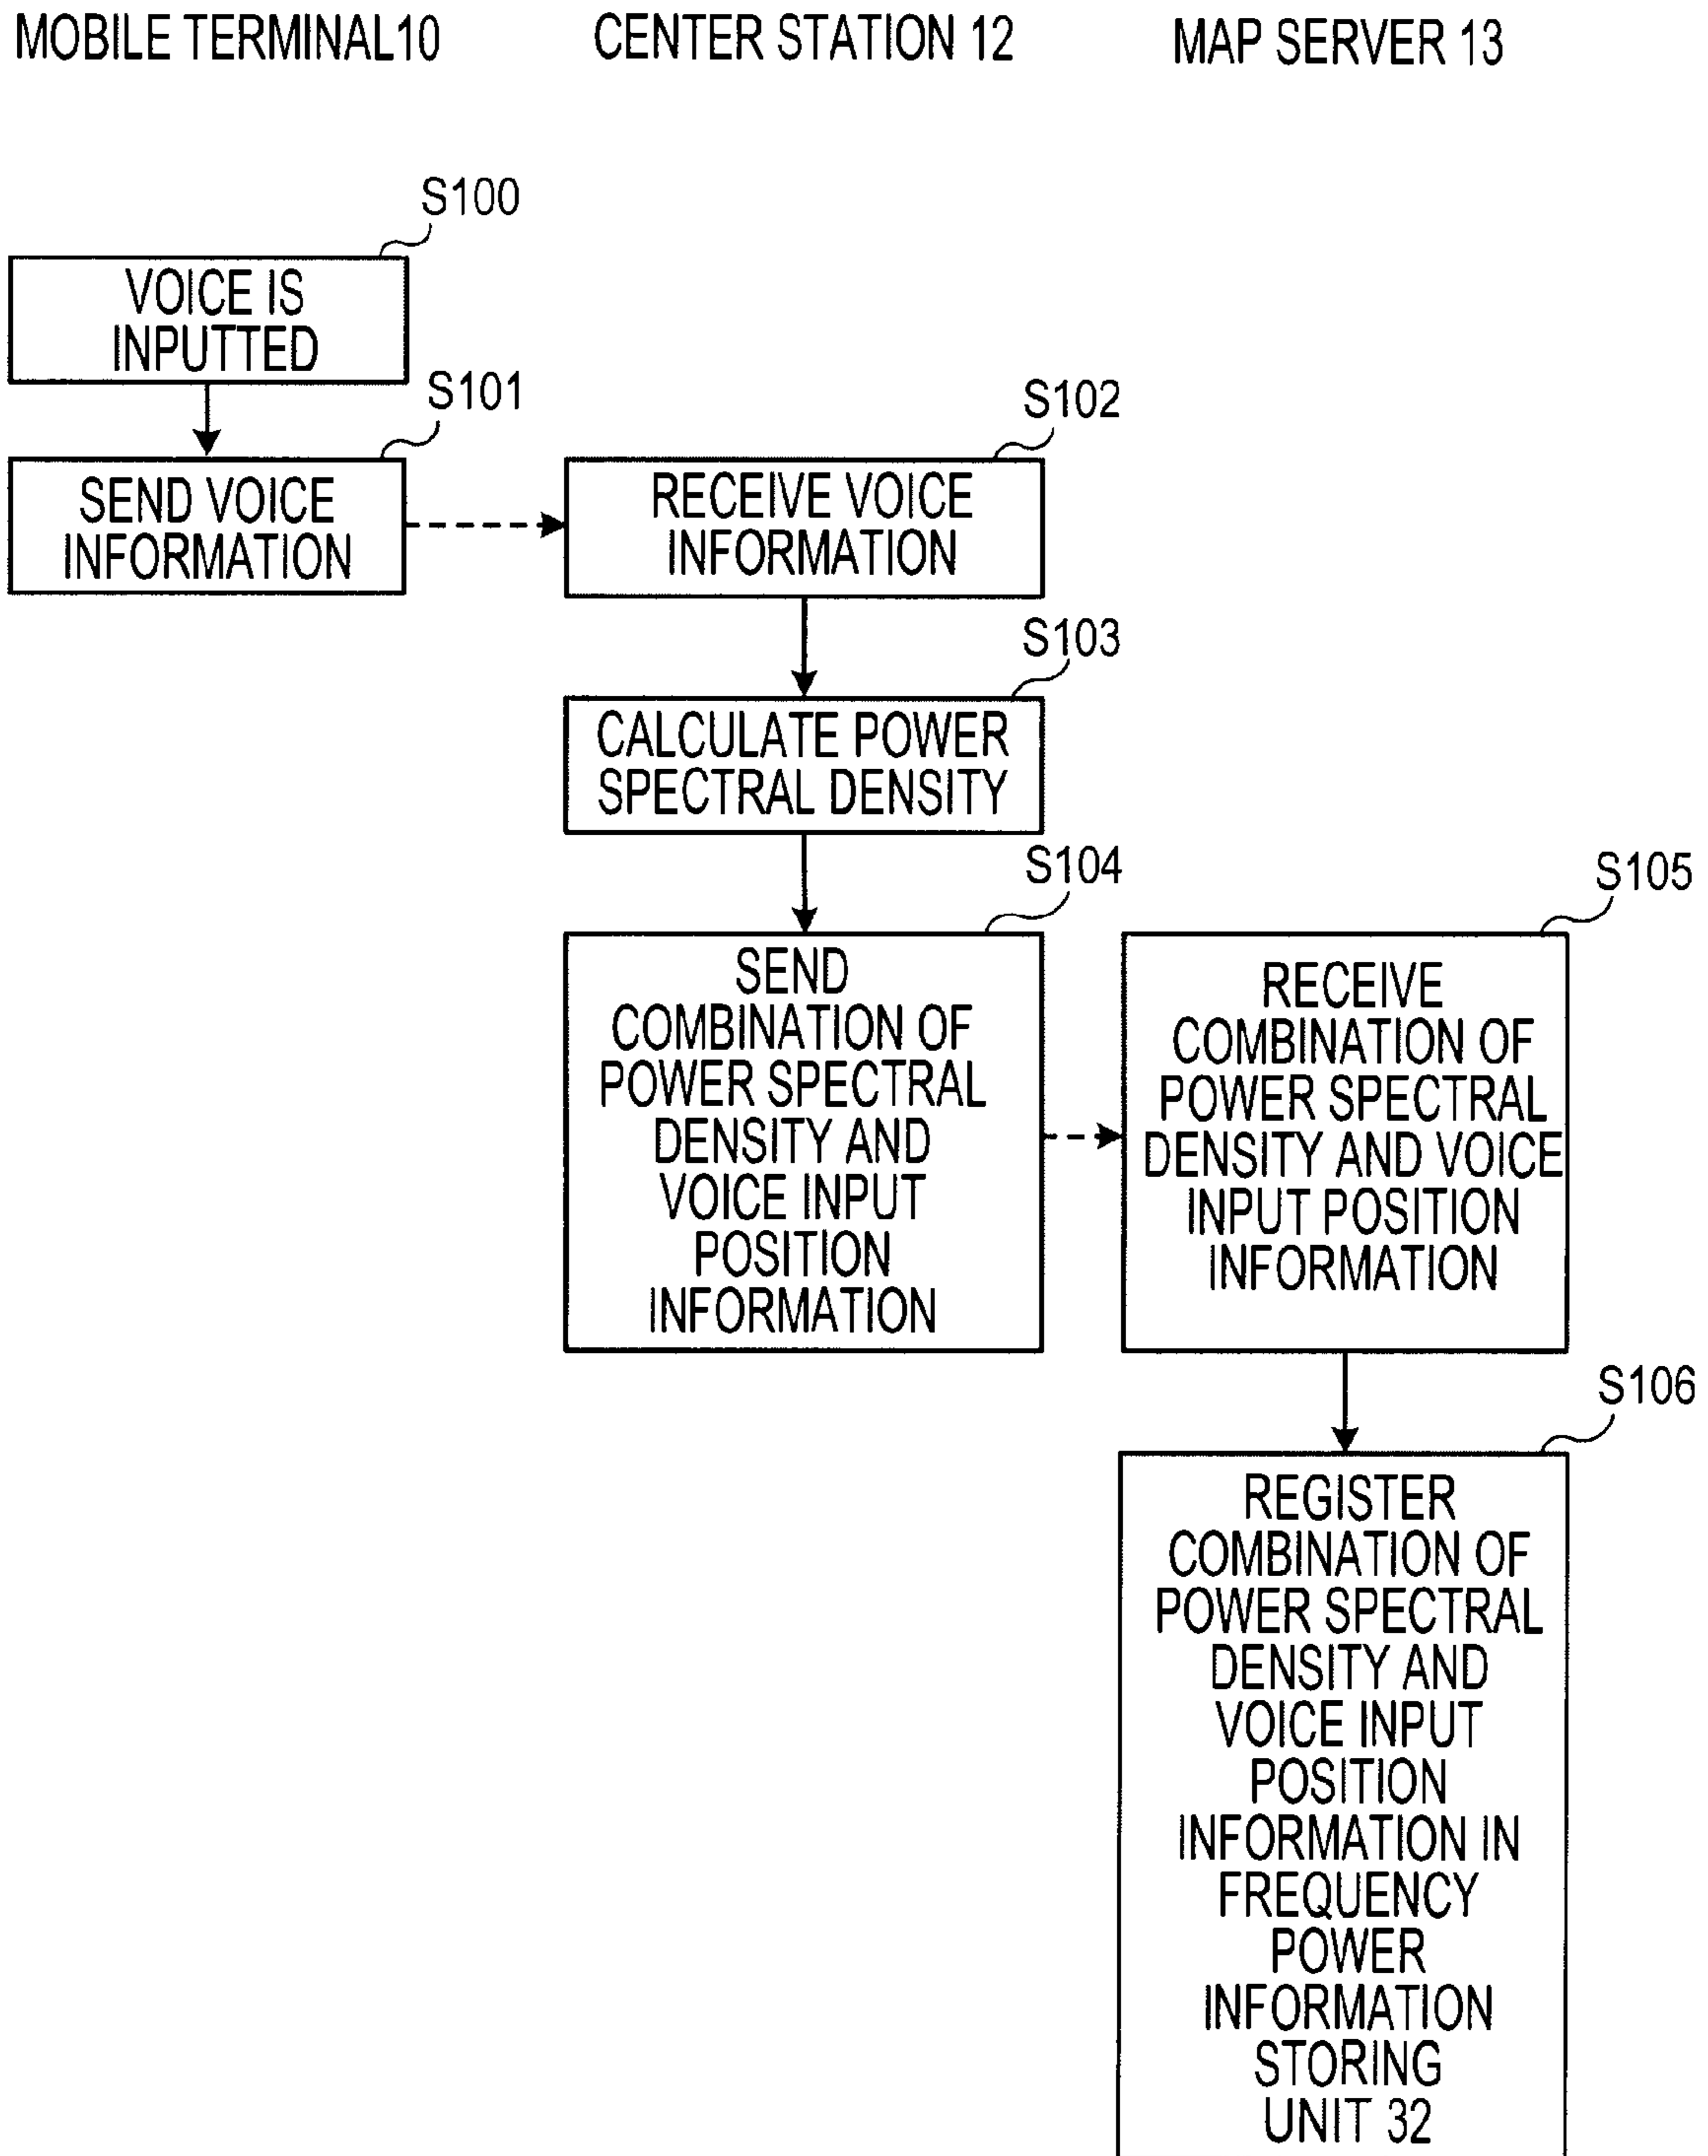 MOBILE TERMINAL10
CENTER STATION 12
MAP SERVER 13
S100
VOICE IS
INPUTTED
S101
SEND VOICE
INFORMATION
S102
RECEIVE VOICE
INFORMATION
S103
CALCULATE POWER
SPECTRAL DENSITY
S104
SEND
COMBINATION OF
POWER SPECTRAL
DENSITY AND
VOICE INPUT
POSITION
INFORMATION
S105
RECEIVE
COMBINATION OF
POWER SPECTRAL
DENSITY AND VOICE
INPUT POSITION
INFORMATION
S106
REGISTER
COMBINATION OF
POWER SPECTRAL
DENSITY AND
VOICE INPUT
POSITION
INFORMATION IN
FREQUENCY
POWER
INFORMATION
STORING
UNIT 32